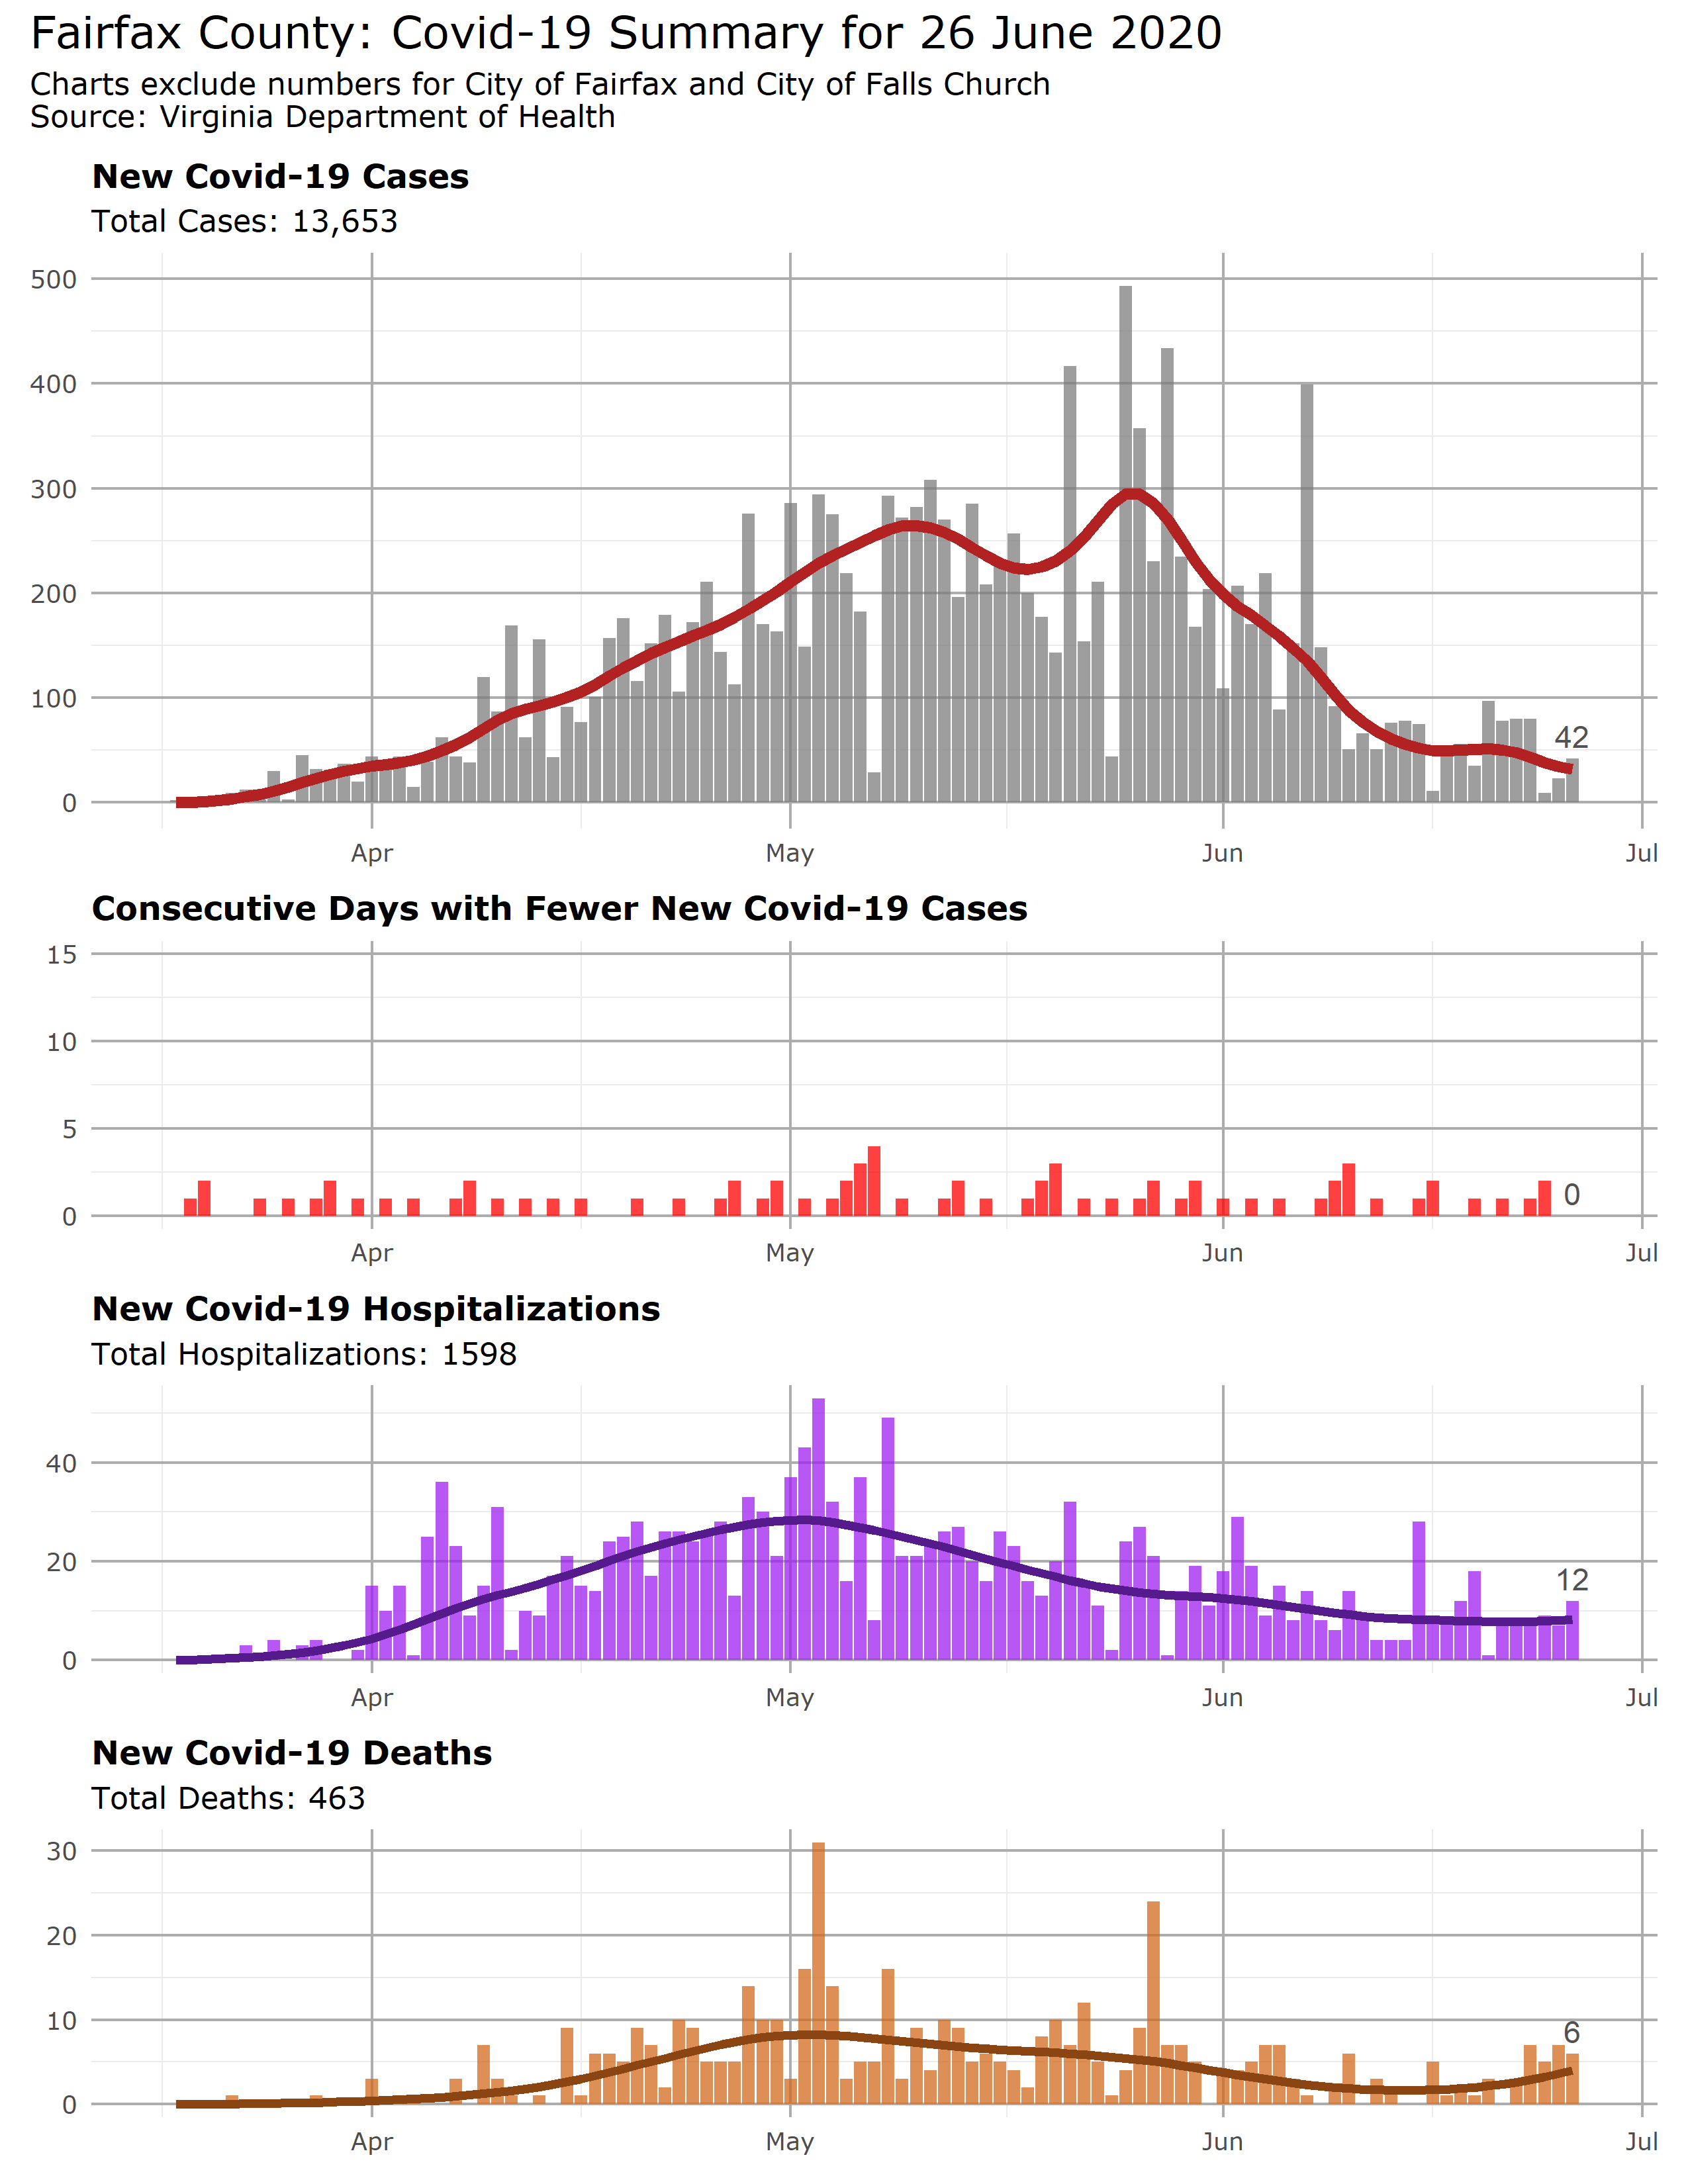 Fairfax County: Covid-19 Summary for 26 June 2020
Charts exclude numbers for City of Fairfax and City of Falls Church
Source: Virginia Department of Health
New Covid-19 Cases
Total Cases: 13,653
500
400
300
200
100
0
42
Apr May Jun Jul
Consecutive Days with Fewer New Covid-19 Cases
15
10
5
0
0
Apr May Jun Jul
New Covid-19 Hospitalizations
Total Hospitalizations: 1598
40
20
0
12
Apr May Jun Jul
New Covid-19 Deaths
Total Deaths: 463
30
20
10
0
6
Apr May Jun Jul